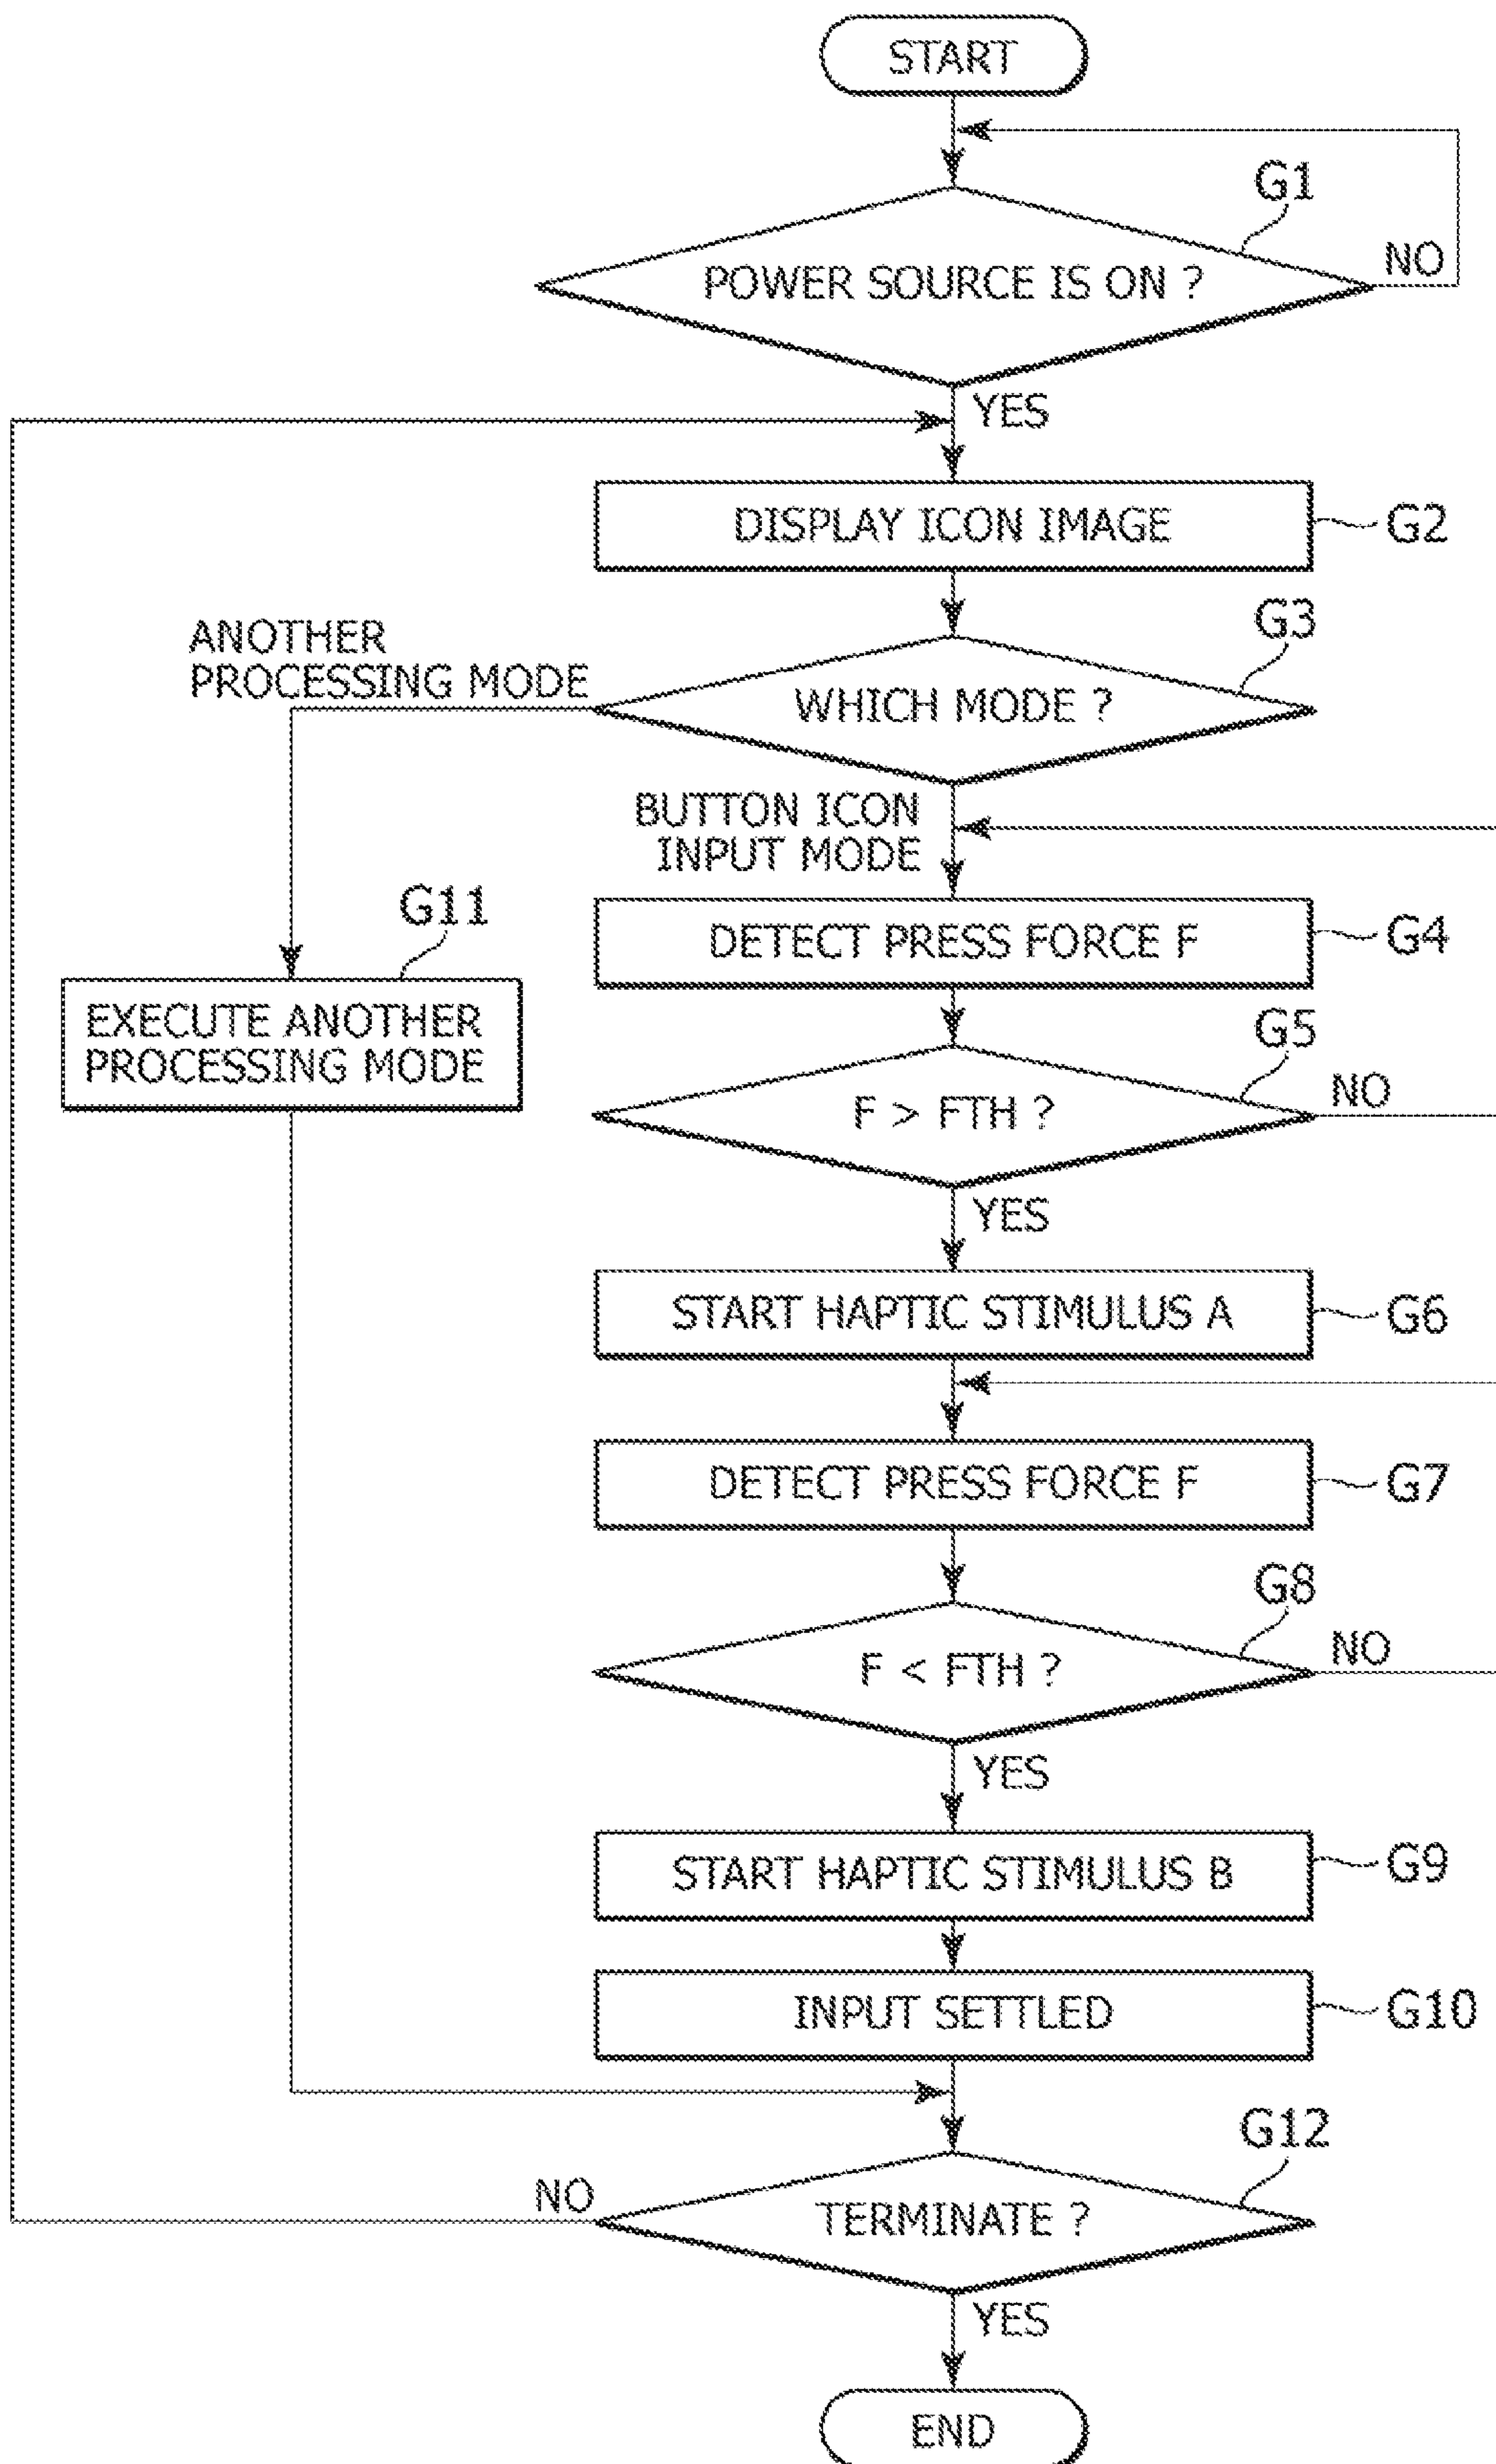 START
G1
POWER SOURCE IS ON ?
NO
YES
DISPLAY ICON IMAGE
G2
G3
ANOTHER
PROCESSING MODE
WHICH MODE ?
BUTTON ICON
INPUT MODE
G11
DETECT PRESS FORCE F
G4
EXECUTE ANOTHER
PROCESSING MODE
G5
F > FTH ?
NO
YES
START HAPTIC STIMULUS A
G6
DETECT PRESS FORCE F
G7
G8
F < FTH ?
NO
YES
START HAPTIC STIMULUS B
G9
INPUT SETTLED
G10
G12
NO
TERMINATE ?
YES
END